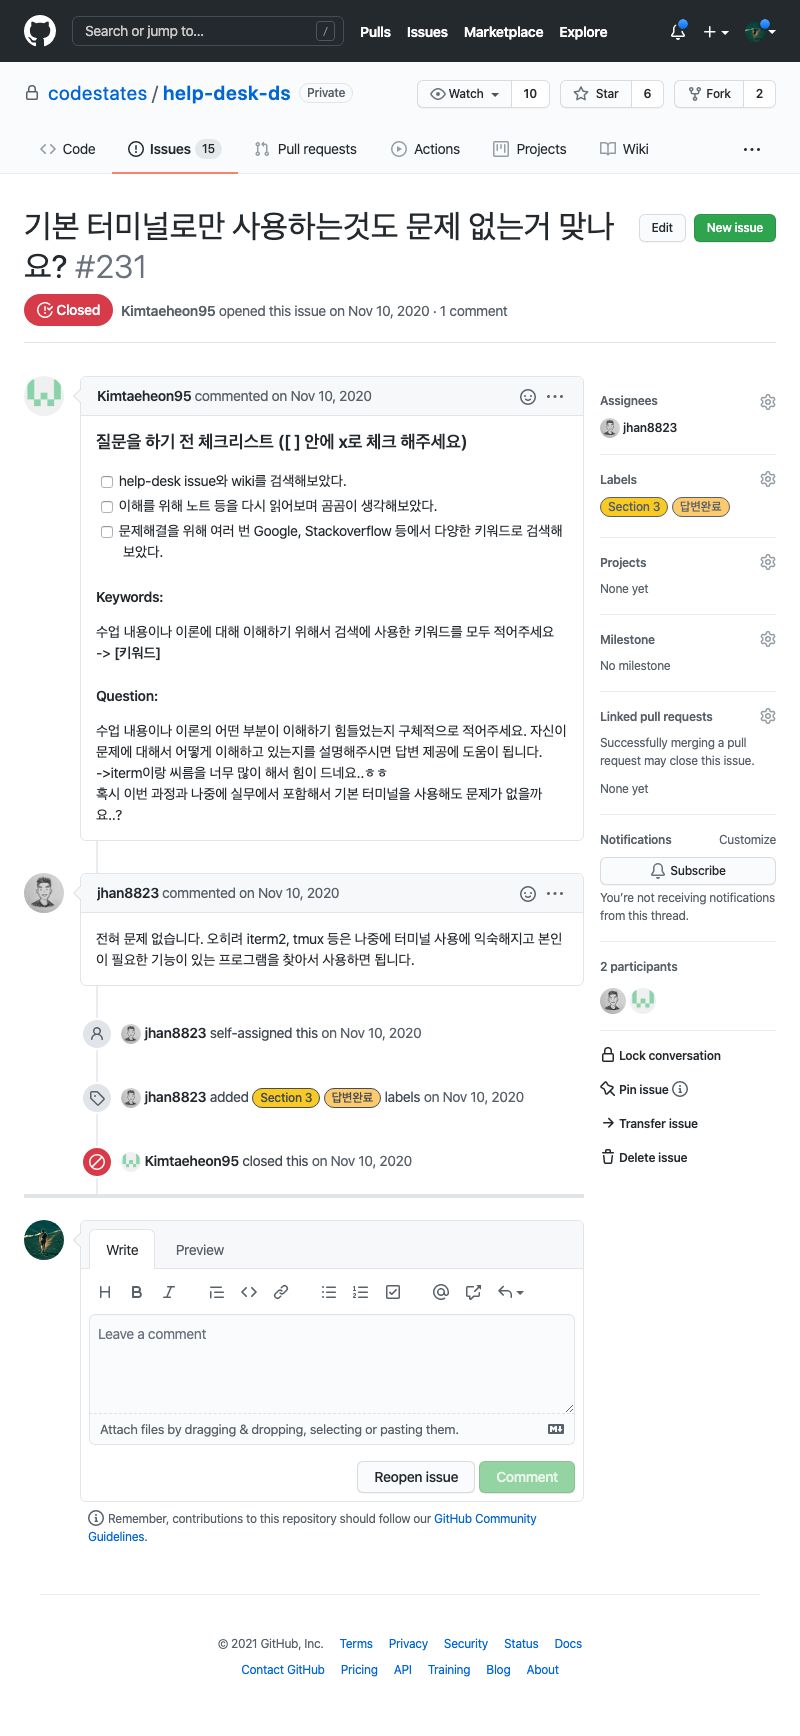 Search or jump to... /
Pulls Issues Marketplace Explore
codestates / help-desk-ds Private
Watch 10 Star 6 Fork 2
Code Issues 15 Pull requests Actions Projects Wiki
기본 터미널로만 사용하는것도 문제 없는거 맞나
요? #231
Edit New issue
Closed Kimtaeheon95 opened this issue on Nov 10, 2020 · 1 comment
Kimtaeheon95 commented on Nov 10, 2020
질문을 하기 전 체크리스트 ([ ] 안에 x로 체크 해주세요)
help-desk issue와 wiki를 검색해보았다.
이해를 위해 노트 등을 다시 읽어보며 곰곰이 생각해보았다.
문제해결을 위해 여러 번 Google, Stackoverflow 등에서 다양한 키워드로 검색해
보았다.
Keywords:
수업 내용이나 이론에 대해 이해하기 위해서 검색에 사용한 키워드를 모두 적어주세요
-> [키워드]
Question:
수업 내용이나 이론의 어떤 부분이 이해하기 힘들었는지 구체적으로 적어주세요. 자신이
문제에 대해서 어떻게 이해하고 있는지를 설명해주시면 답변 제공에 도움이 됩니다.
->iterm이랑 씨름을 너무 많이 해서 힘이 드네요..ㅎㅎ
혹시 이번 과정과 나중에 실무에서 포함해서 기본 터미널을 사용해도 문제가 없을까
요..?
jhan8823 commented on Nov 10, 2020
전혀 문제 없습니다. 오히려 iterm2, tmux 등은 나중에 터미널 사용에 익숙해지고 본인
이 필요한 기능이 있는 프로그램을 찾아서 사용하면 됩니다.
jhan8823 self-assigned this on Nov 10, 2020
jhan8823 added Section 3 답변완료 labels on Nov 10, 2020
Kimtaeheon95 closed this on Nov 10, 2020
Assignees
jhan8823
Labels
Section 3 답변완료
Projects
None yet
Milestone
No milestone
Linked pull requests
Successfully merging a pull
request may close this issue.
None yet
Notifications Customize
Subscribe
You're not receiving notifications
from this thread.
2 participants
Lock conversation
Pin issue
Transfer issue
Delete issue
Write Preview
Leave a comment
Attach files by dragging & dropping, selecting or pasting them.
Reopen issue Comment
Remember, contributions to this repository should follow our GitHub Community
Guidelines.
© 2021 GitHub, Inc. Terms Privacy Security Status Docs
Contact GitHub Pricing API Training Blog About